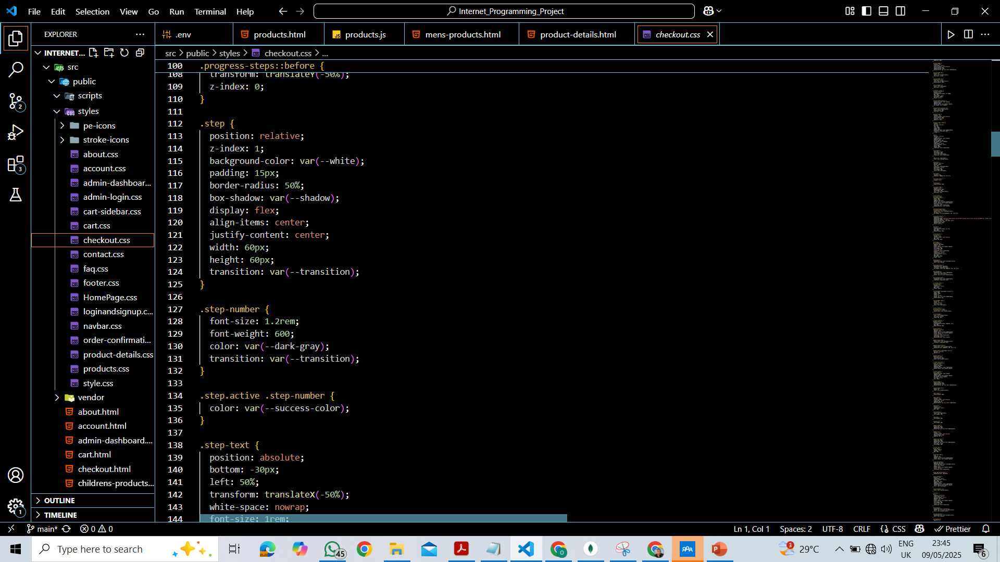 File Edit Selection View Go Run Terminal Help
Internet_Programming_Project
EXPLORER
.env
products.html
products.js
mens-products.html
product-details.html
checkout.css
INTERNET...
src > public > styles > checkout.css > ...
src
public
scripts
styles
pe-icons
stroke-icons
about.css
account.css
admin-dashboar...
admin-login.css
cart-sidebar.css
cart.css
checkout.css
contact.css
faq.css
footer.css
HomePage.css
loginandsignup.c...
navbar.css
order-confirmati...
product-details.css
products.css
style.css
vendor
about.html
account.html
admin-dashboard....
cart.html
checkout.html
childrens-products...
OUTLINE
TIMELINE
2
3
1
100 .progress-steps::before {
108 transform: translateY(-50%);
109 z-index: 0;
110 }
111
112 .step {
113 position: relative;
114 z-index: 1;
115 background-color: var(--white);
116 padding: 15px;
117 border-radius: 50%;
118 box-shadow: var(--shadow);
119 display: flex;
120 align-items: center;
121 justify-content: center;
122 width: 60px;
123 height: 60px;
124 transition: var(--transition);
125 }
126
127 .step-number {
128 font-size: 1.2rem;
129 font-weight: 600;
130 color: var(--dark-gray);
131 transition: var(--transition);
132 }
133
134 .step.active .step-number {
135 color: var(--success-color);
136 }
137
138 .step-text {
139 position: absolute;
140 bottom: -30px;
141 left: 50%;
142 transform: translateX(-50%);
143 white-space: nowrap;
144 font-size: 1rem;
main* 0 0
Ln 1, Col 1 Spaces: 2 UTF-8 CRLF {} CSS Prettier
Type here to search
45
3 29°C
ENG
UK
23:45
09/05/2025
6